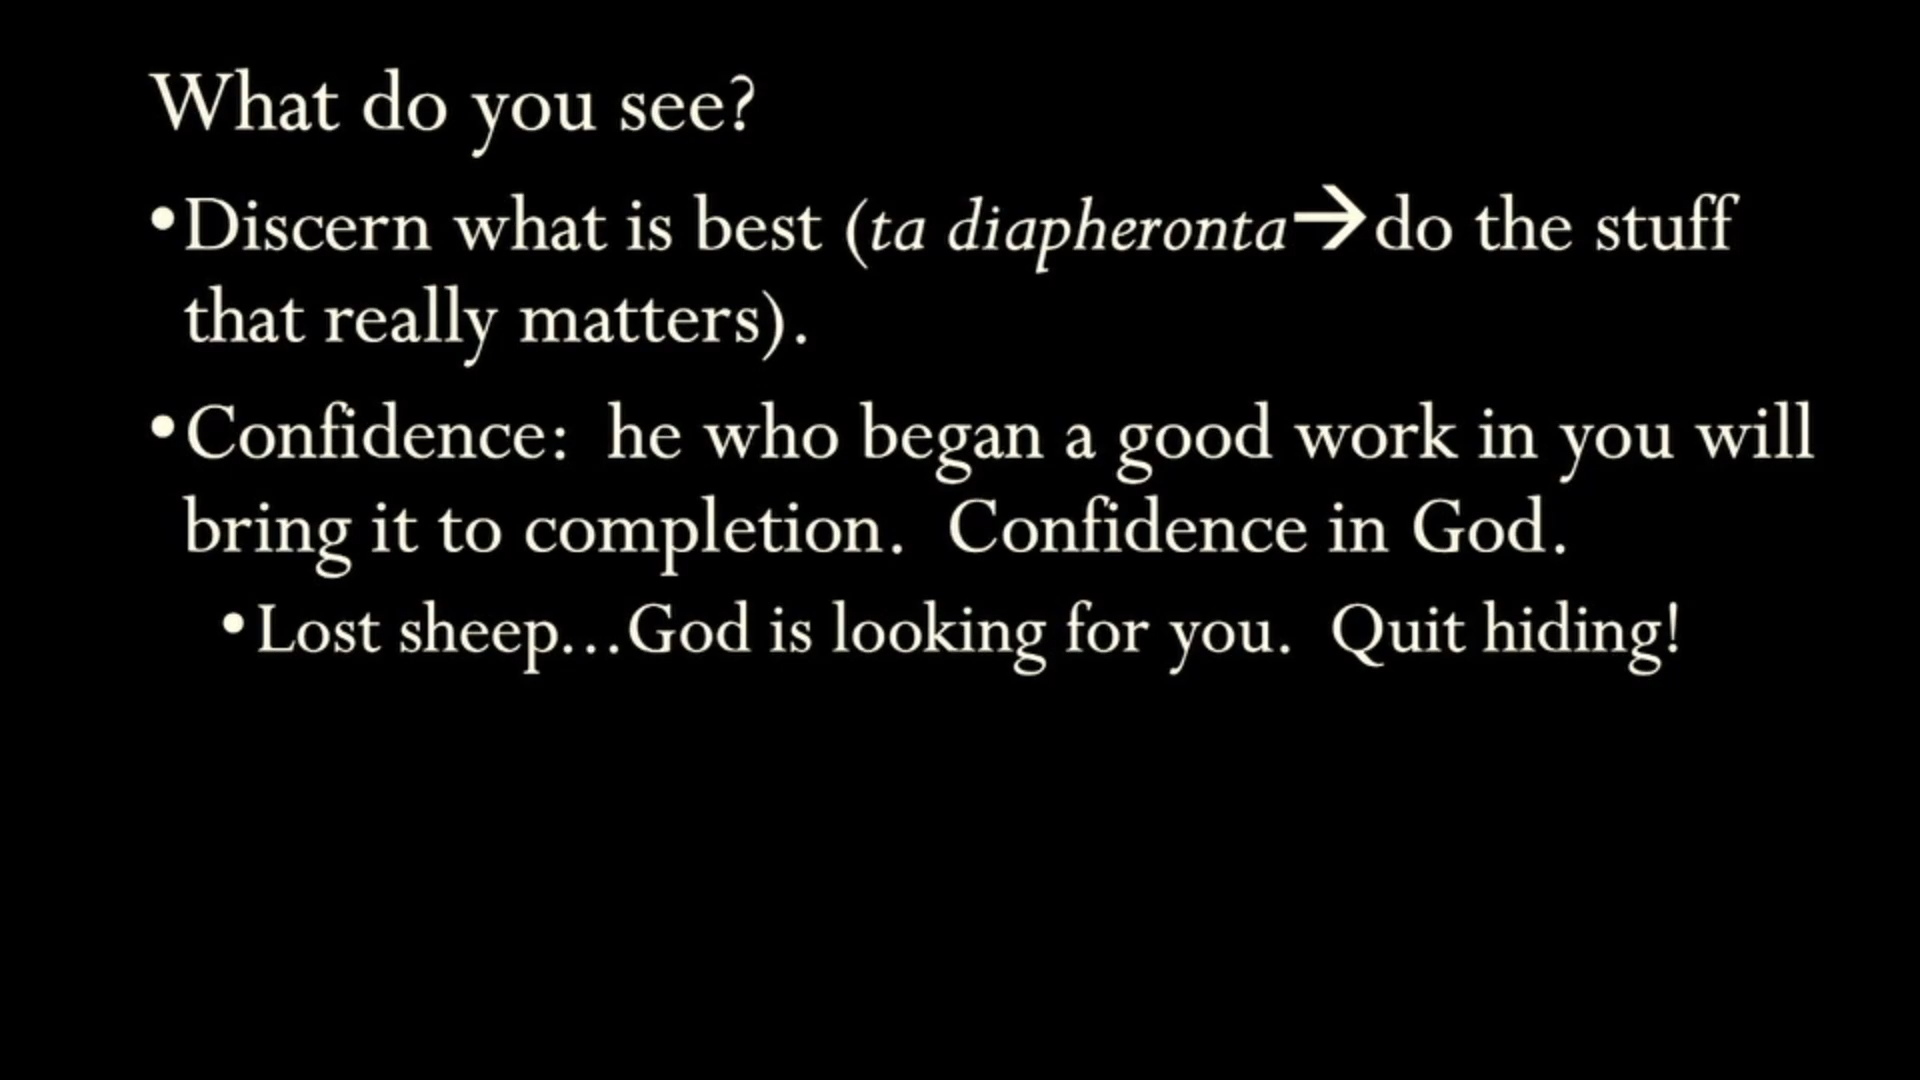 What do you see?
•Discern what is best (ta diapheronta→do the stuff
that really matters).
•Confidence:  he who began a good work in you will
bring it to completion.  Confidence in God.
•Lost sheep…God is looking for you.  Quit hiding!